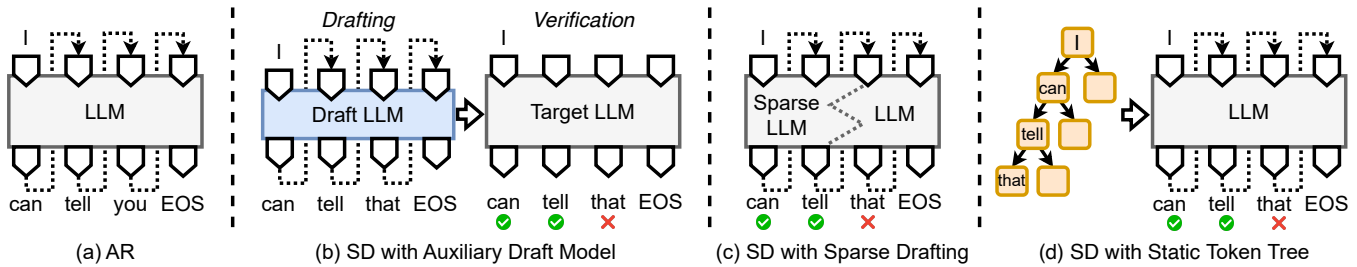 I
LLM
can tell you EOS
(a) AR
Drafting Verification
I
Draft LLM
can tell that EOS
I
Target LLM
can tell that EOS
(b) SD with Auxiliary Draft Model
I
Sparse
LLM
LLM
can tell that EOS
(c) SD with Sparse Drafting
I
can
tell
that
I
LLM
can tell that EOS
(d) SD with Static Token Tree